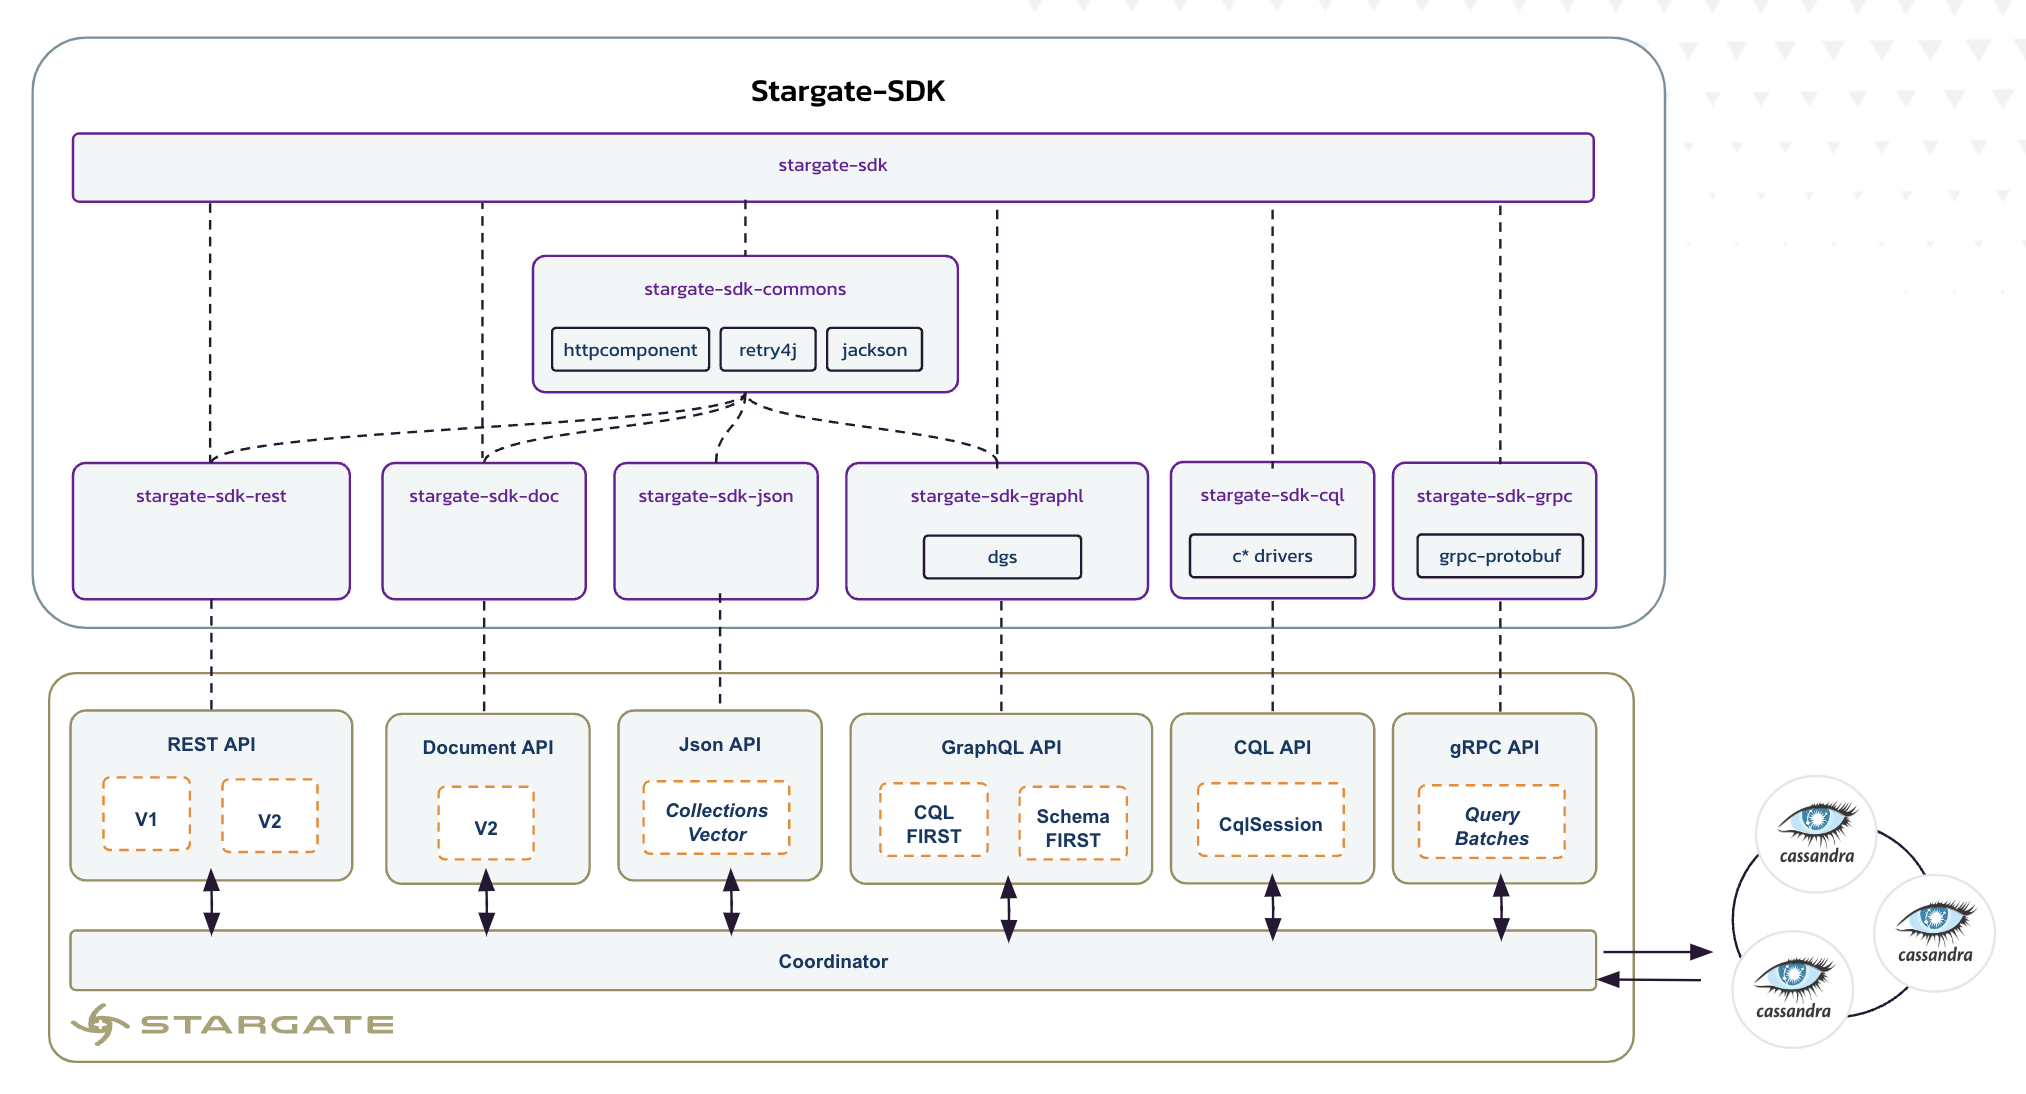 Stargate-SDK
stargate-sdk
stargate-sdk-commons
httpcomponent
retry4j
jackson
stargate-sdk-rest
stargate-sdk-doc
stargate-sdk-json
stargate-sdk-graphl
dgs
stargate-sdk-cql
c* drivers
stargate-sdk-grpc
grpc-protobuf
REST API
V1
V2
Document API
V2
Json API
Collections
Vector
GraphQL API
CQL
FIRST
Schema
FIRST
CQL API
CqlSession
gRPC API
Query
Batches
Coordinator
STARGATE
cassandra
cassandra
cassandra